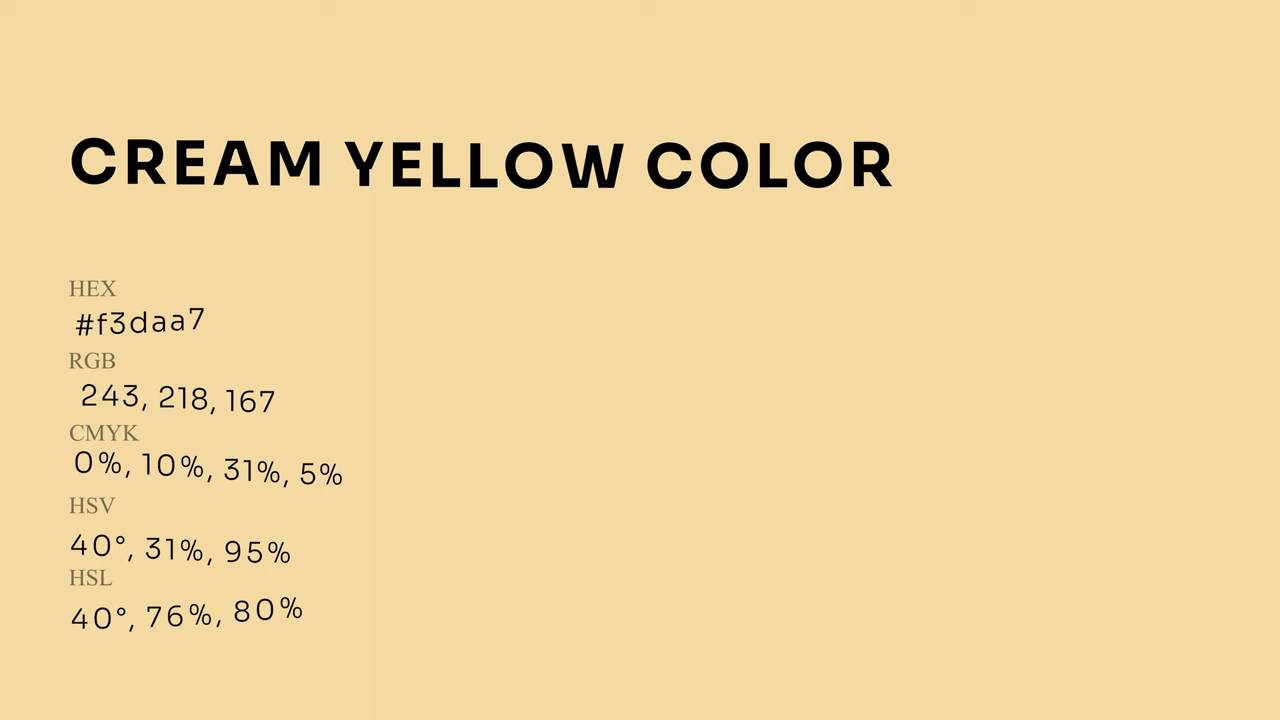 CREAM YELLOW COLOR
HEX
#f3daa7
RGB
243, 218, 167
CMYK
0%, 10%, 31%, 5%
HSV
40°, 31%, 95%
HSL
40°, 76%, 80%